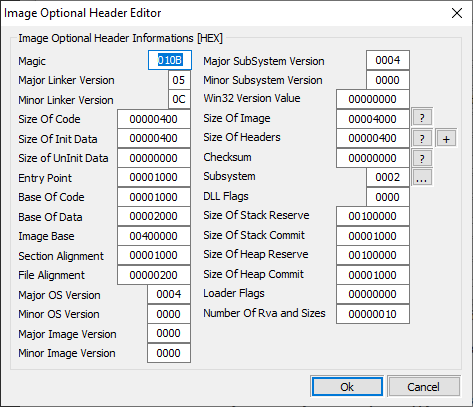 Image Optional Header Editor
Image Optional Header Informations [HEX]
Magic 010B
Major Linker Version 05
Minor Linker Version 0C
Size Of Code 00000400
Size Of Init Data 00000400
Size of UnInit Data 00000000
Entry Point 00001000
Base Of Code 00001000
Base Of Data 00002000
Image Base 00400000
Section Alignment 00001000
File Alignment 00000200
Major OS Version 0004
Minor OS Version 0000
Major Image Version 0000
Minor Image Version 0000
Major SubSystem Version 0004
Minor Subsystem Version 0000
Win32 Version Value 00000000
Size Of Image 00004000 ?
Size Of Headers 00000400 ? +
Checksum 00000000 ?
Subsystem 0002 ...
DLL Flags 0000
Size Of Stack Reserve 00100000
Size Of Stack Commit 00001000
Size Of Heap Reserve 00100000
Size Of Heap Commit 00001000
Loader Flags 00000000
Number Of Rva and Sizes 00000010
Ok Cancel